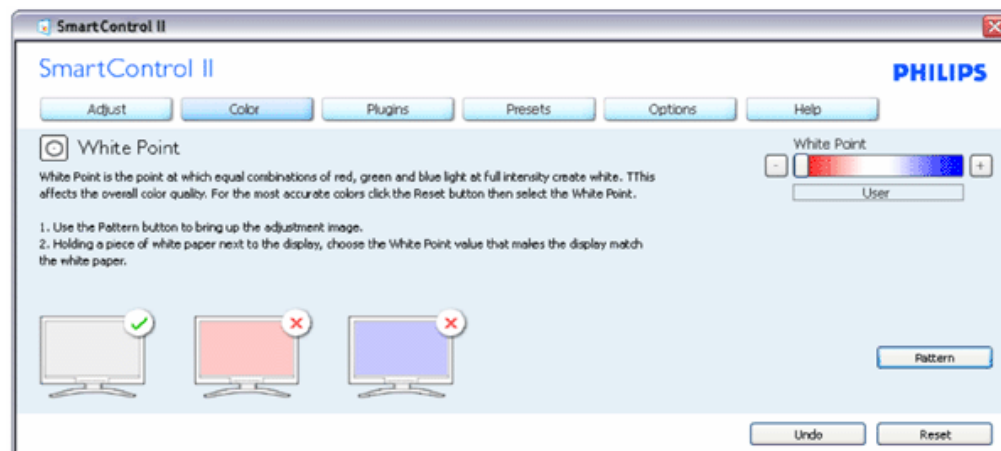 SmartControl II
SmartControl II
PHILIPS
Adjust Color Plugins Presets Options Help
White Point
White Point is the point at which equal combinations of red, green and blue light at full intensity create white. TThis
affects the overall color quality. For the most accurate colors click the Reset button then select the White Point.
1. Use the Pattern button to bring up the adjustment image.
2. Holding a piece of white paper next to the display, choose the White Point value that makes the display match
the white paper.
White Point
- +
User
Pattern
Undo Reset